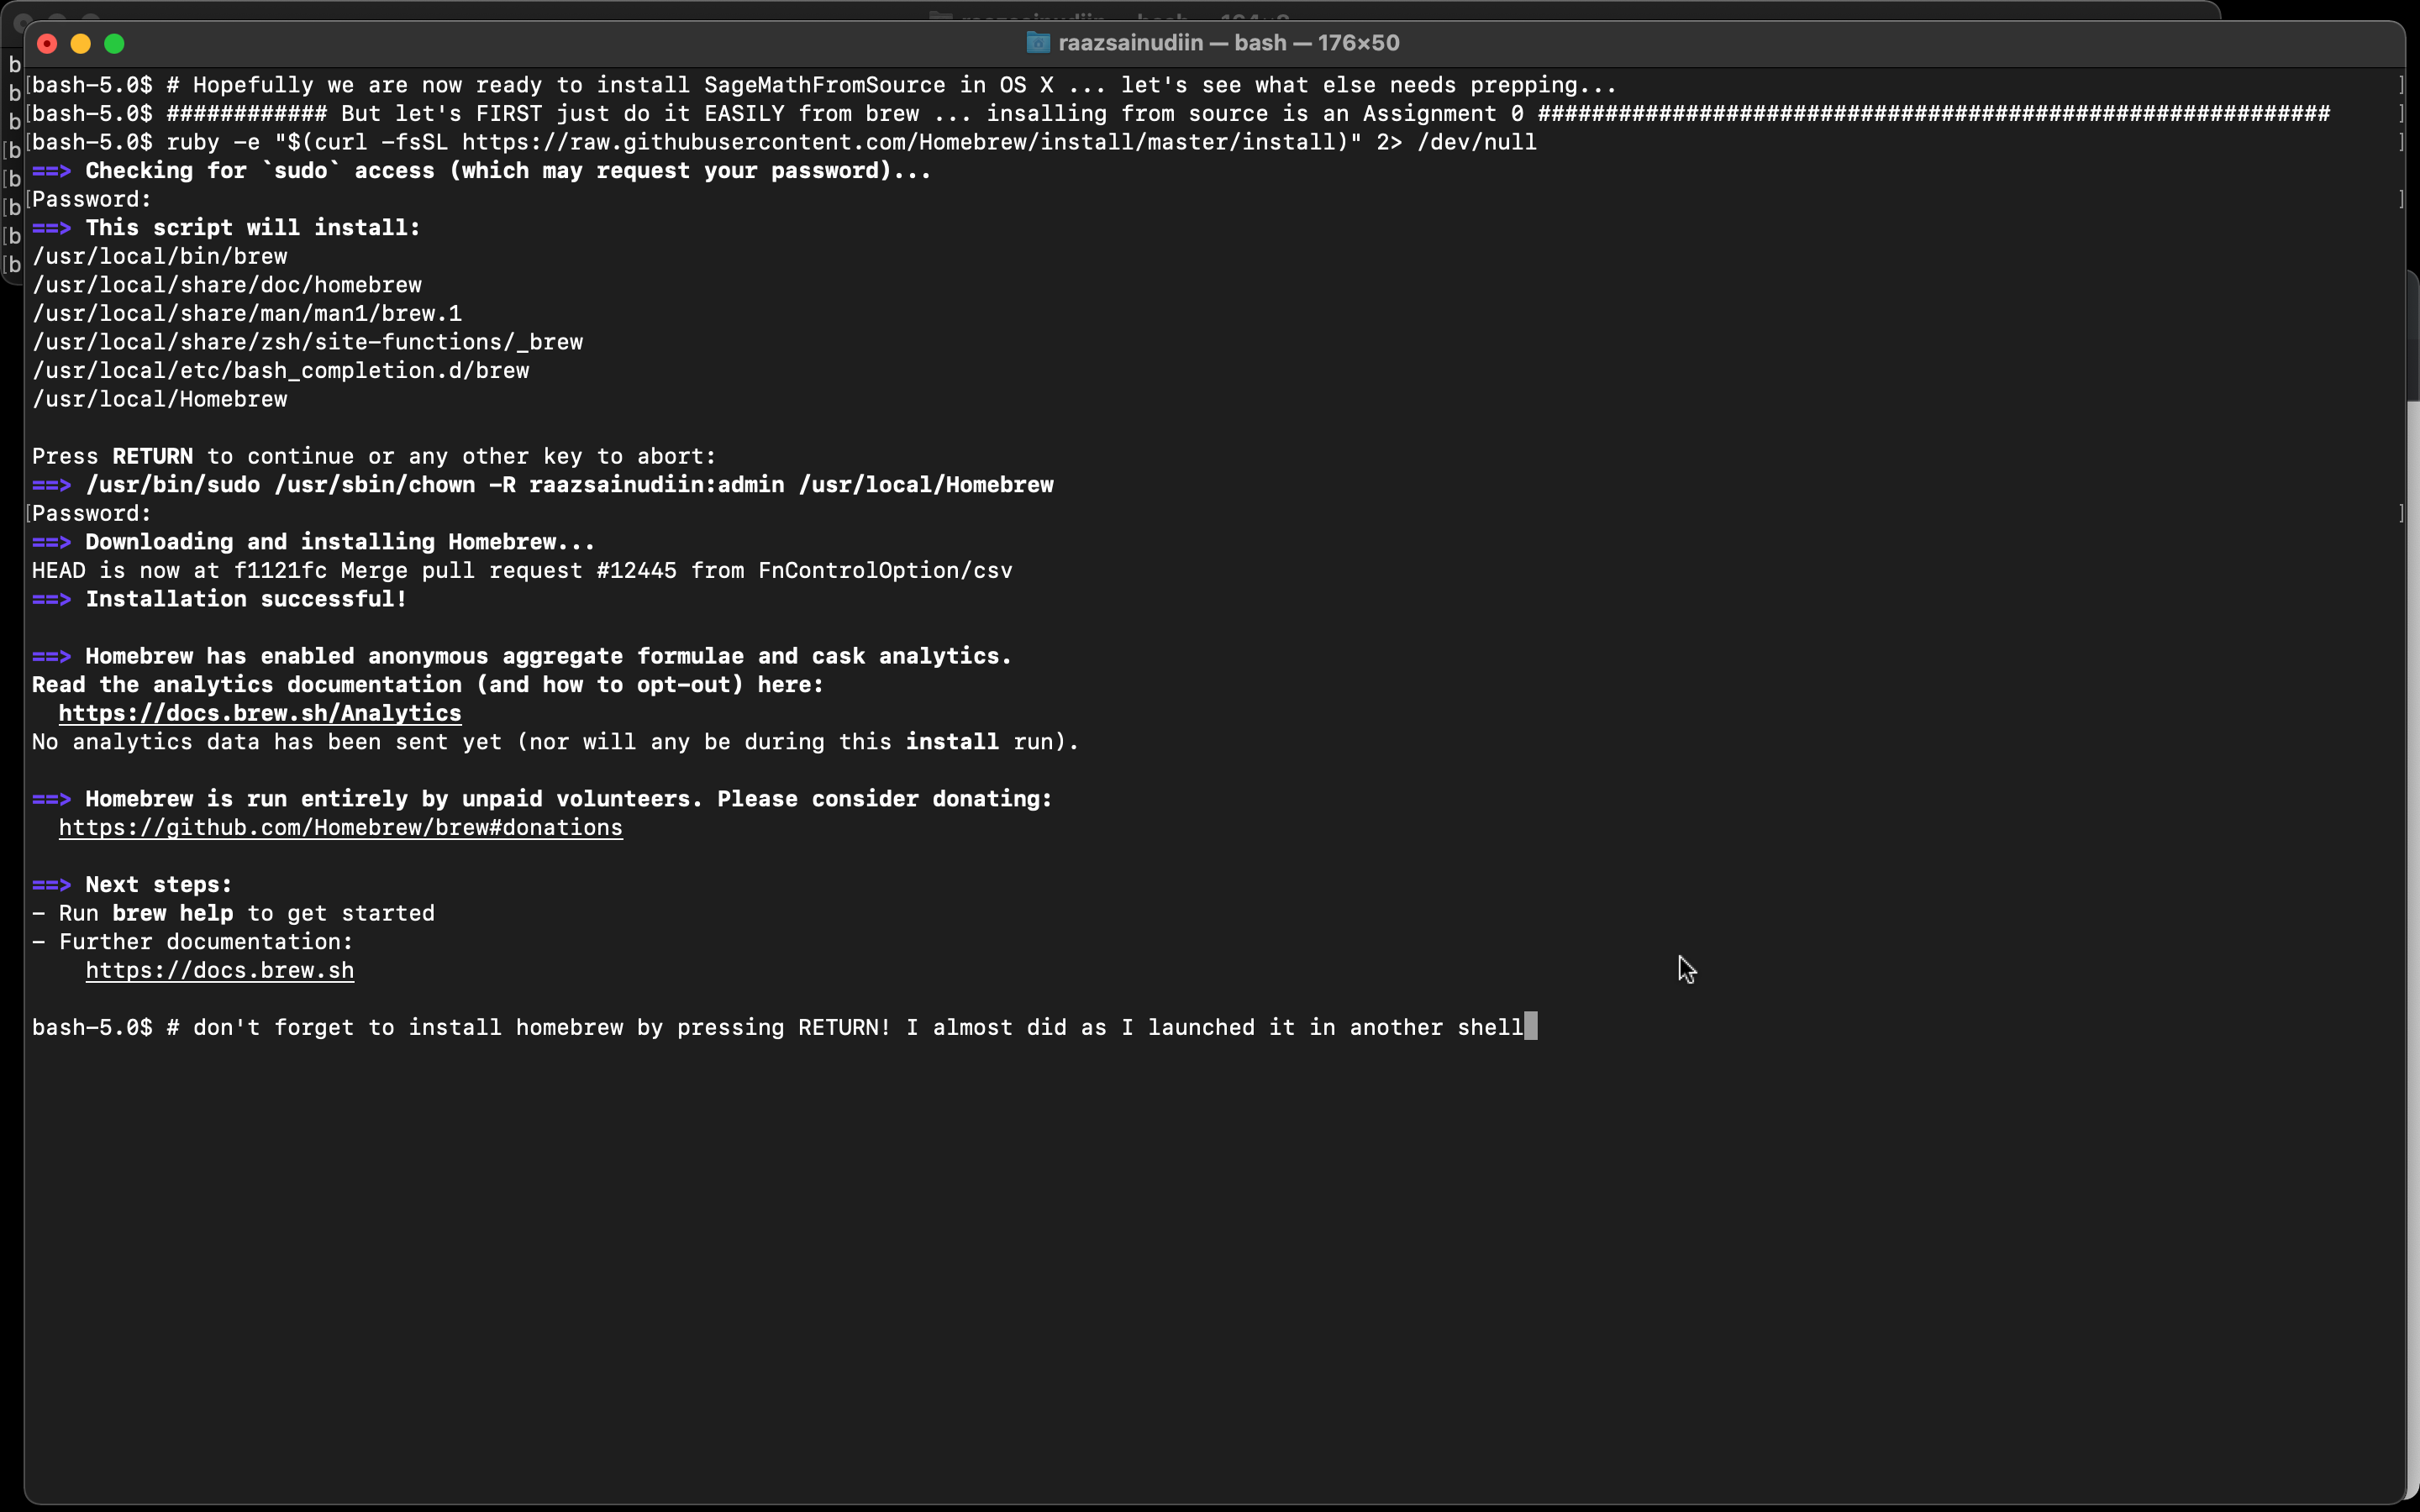 raazsainudiin — bash — 176×50
bash-5.0$ # Hopefully we are now ready to install SageMathFromSource in OS X ... let's see what else needs prepping...
bash-5.0$ ############ But let's FIRST just do it EASILY from brew ... insalling from source is an Assignment 0 ###########################################################
bash-5.0$ ruby -e "$(curl -fsSL https://raw.githubusercontent.com/Homebrew/install/master/install)" 2> /dev/null
==> Checking for `sudo` access (which may request your password)...
Password:
==> This script will install:
/usr/local/bin/brew
/usr/local/share/doc/homebrew
/usr/local/share/man/man1/brew.1
/usr/local/share/zsh/site-functions/_brew
/usr/local/etc/bash_completion.d/brew
/usr/local/Homebrew
Press RETURN to continue or any other key to abort:
==> /usr/bin/sudo /usr/sbin/chown -R raazsainudiin:admin /usr/local/Homebrew
Password:
==> Downloading and installing Homebrew...
HEAD is now at f1121fc Merge pull request #12445 from FnControlOption/csv
==> Installation successful!
==> Homebrew has enabled anonymous aggregate formulae and cask analytics.
Read the analytics documentation (and how to opt-out) here:
https://docs.brew.sh/Analytics
No analytics data has been sent yet (nor will any be during this install run).
==> Homebrew is run entirely by unpaid volunteers. Please consider donating:
https://github.com/Homebrew/brew#donations
==> Next steps:
- Run brew help to get started
- Further documentation:
https://docs.brew.sh
bash-5.0$ # don't forget to install homebrew by pressing RETURN! I almost did as I launched it in another shell